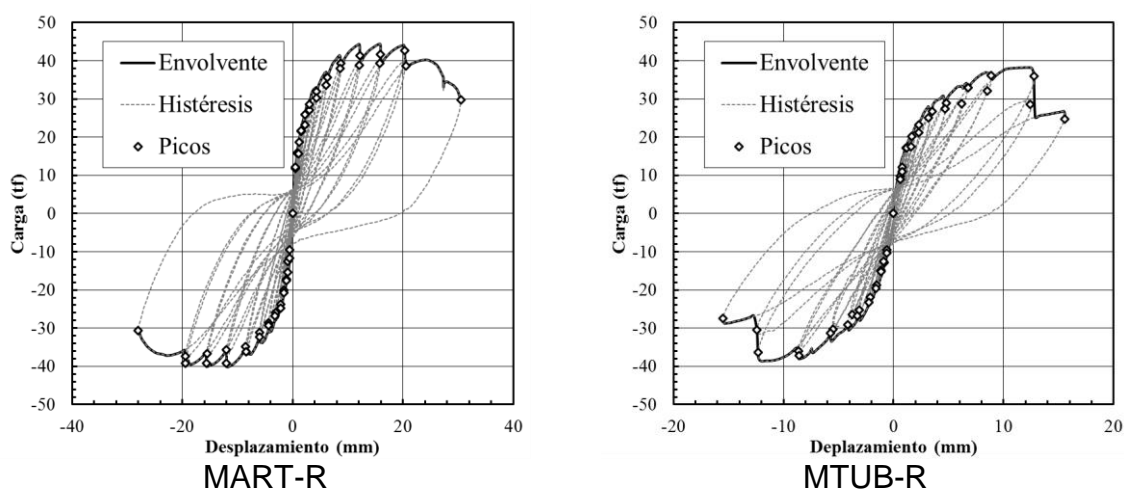 50
40
30
20
10
0
-10
-20
-30
-40
-50
Carga (tf)
Envolvente
Histéresis
Picos
-40
-20
0
20
40
Desplazamiento (mm)
MART-R
50
40
30
20
10
0
-10
-20
-30
-40
-50
Carga (tf)
Envolvente
Histéresis
Picos
-20
-10
0
10
20
Deplazamiento (mm)
MTUB-R